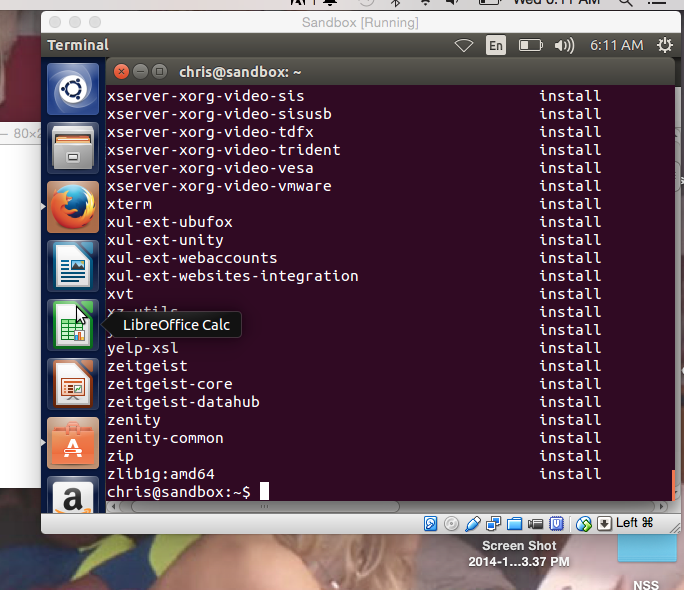 Wed 6:11 AM
Sandbox [Running]
Terminal
En
6:11 AM
80×2
chris@sandbox: ~
xserver-xorg-video-sis install
xserver-xorg-video-sisusb install
xserver-xorg-video-tdfx install
xserver-xorg-video-trident install
xserver-xorg-video-vesa install
xserver-xorg-video-vmware install
xterm install
xul-ext-ubufox install
xul-ext-unity install
xul-ext-webaccounts install
xul-ext-websites-integration install
xvt install
xz-utils install
LibreOffice Calc
install
yelp-xsl install
zeitgeist install
zeitgeist-core install
zeitgeist-datahub install
zenity install
zenity-common install
zip install
zlib1g:amd64 install
chris@sandbox:~$
a
Left ⌘
Screen Shot
2014-1...3.37 PM
NSS